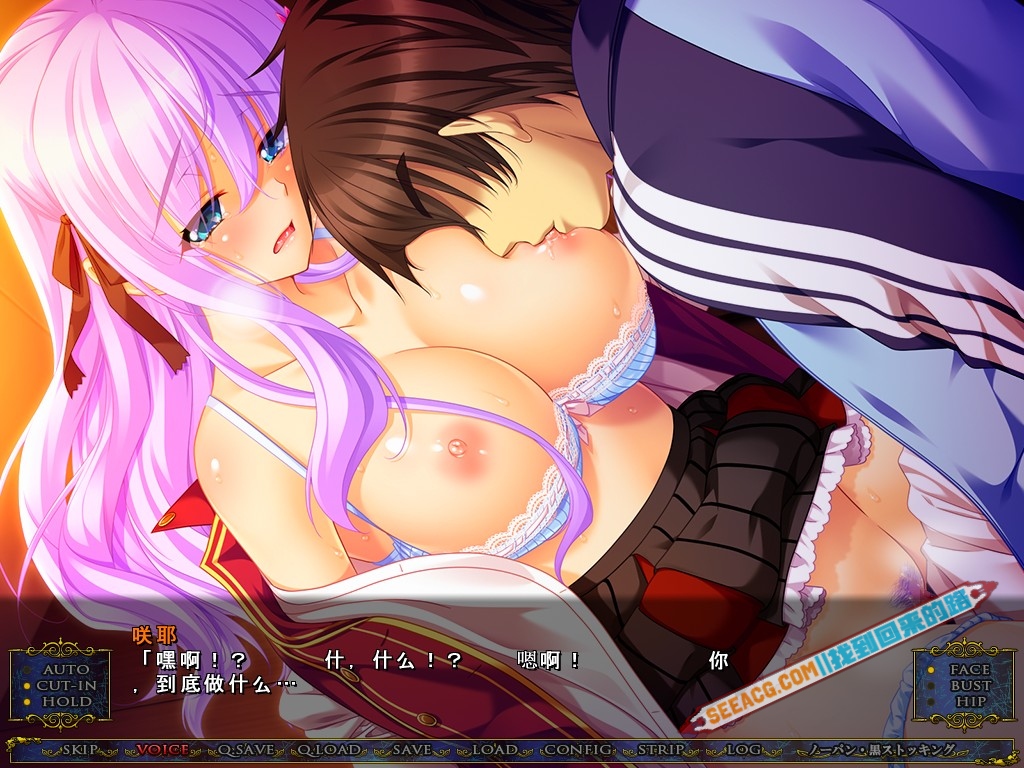 咲耶
「嘿啊！？　　　什，什么！？　　嗯啊！　　　　　你
，到底做什么…
AUTO
CUT-IN
HOLD
FACE
BUST
HIP
SEEACG.COM||找到回来的路
SKIP VOICE Q.SAVE Q.LOAD SAVE LOAD CONFIG STRIP LOG ノーパン・黒ストッキング